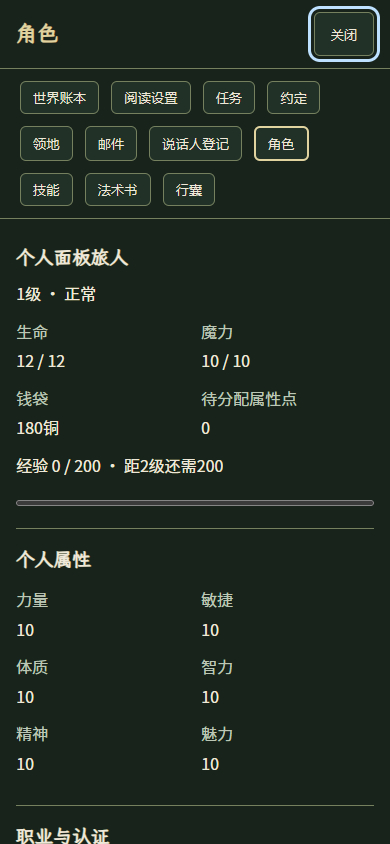 角色
关闭
世界账本 阅读设置 任务 约定
领地 邮件 说话人登记 角色
技能 法术书 行囊
个人面板旅人
1级 · 正常
生命 魔力
12 / 12 10 / 10
钱袋 待分配属性点
180铜 0
经验 0 / 200 · 距2级还需200
个人属性
力量 敏捷
10 10
体质 智力
10 10
精神 魅力
10 10
职业与认证